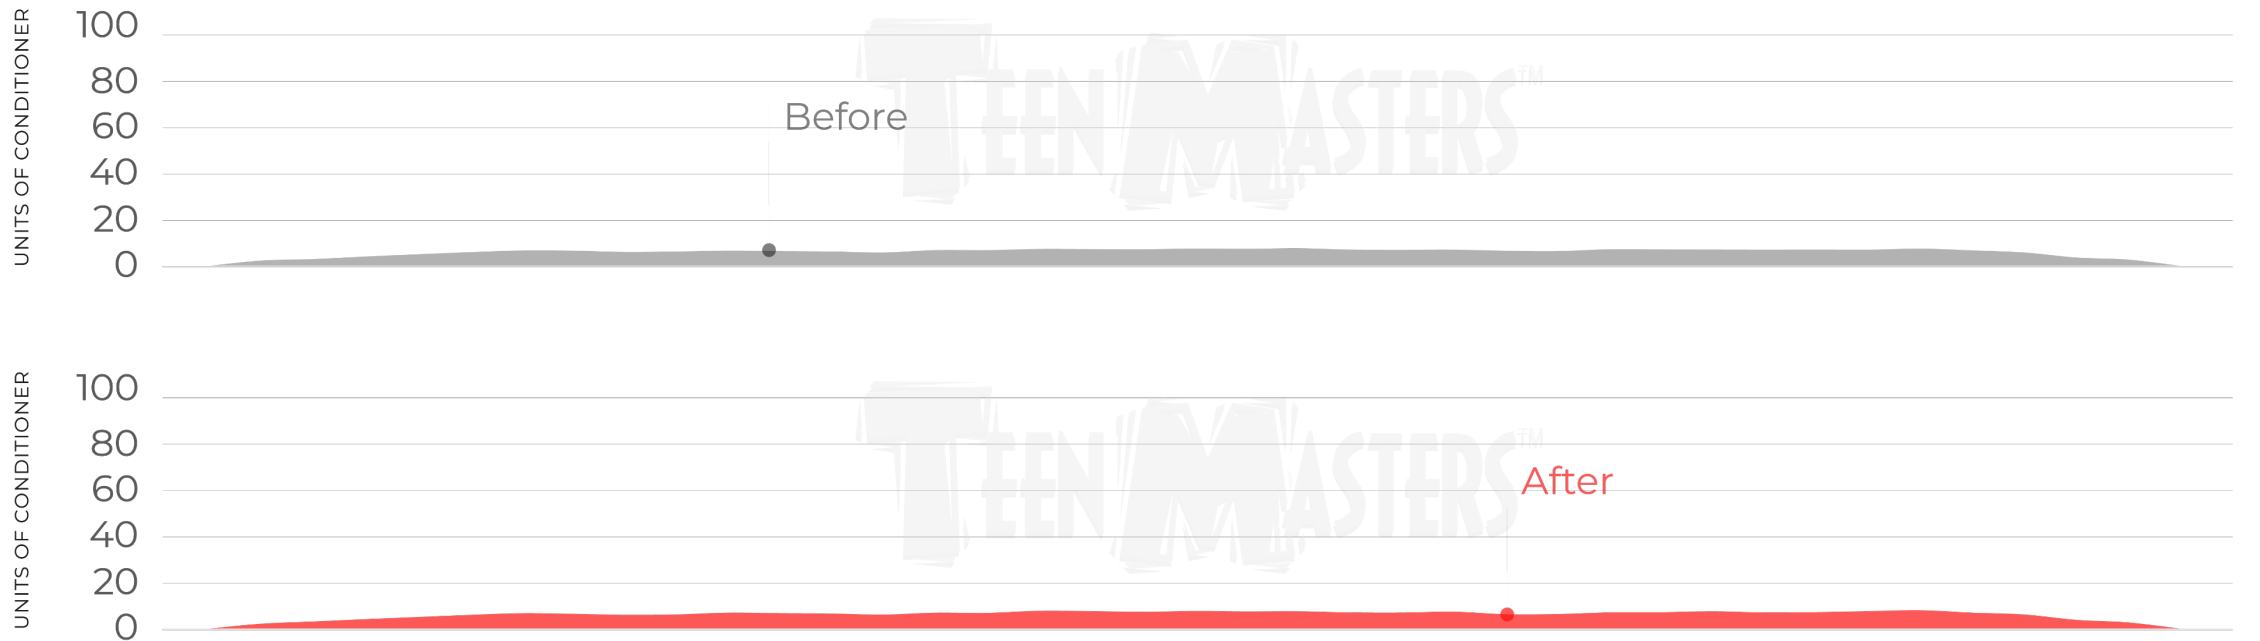 UNITS OF CONDITIONER
100
80
60
40
20
0
Before
TEEN MASTERS™
UNITS OF CONDITIONER
100
80
60
40
20
0
After
TEEN MASTERS™